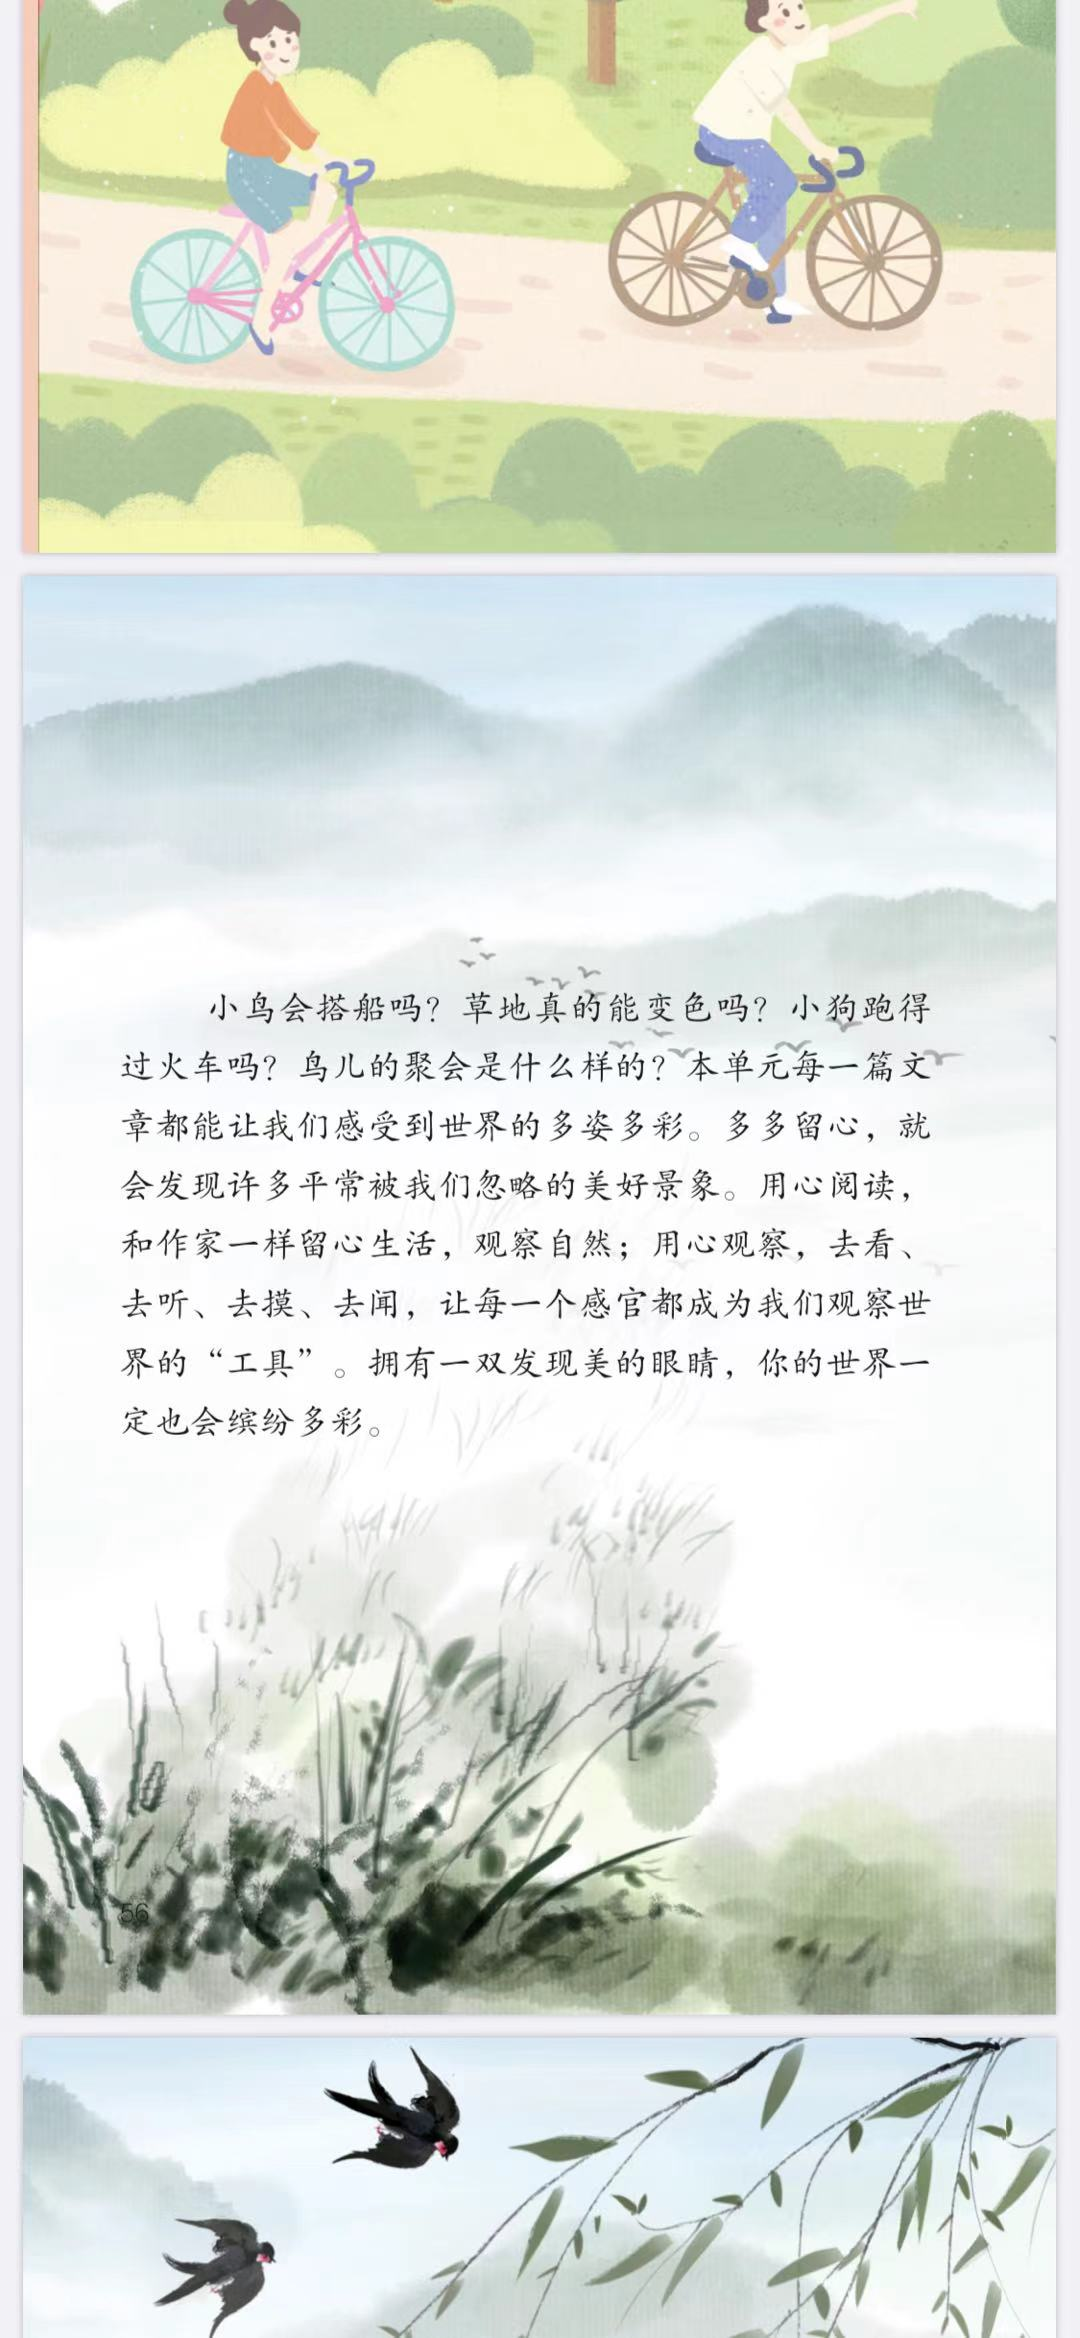 小鸟会搭船吗？草地真的能变色吗？小狗跑得
过火车吗？鸟儿的聚会是什么样的？本单元每一篇文
章都能让我们感受到世界的多姿多彩。多多留心，就
会发现许多平常被我们忽略的美好景象。用心阅读，
和作家一样留心生活，观察自然；用心观察，去看、
去听、去摸、去闻，让每一个感官都成为我们观察世
界的“工具”。拥有一双发现美的眼睛，你的世界一
定也会缤纷多彩。
56